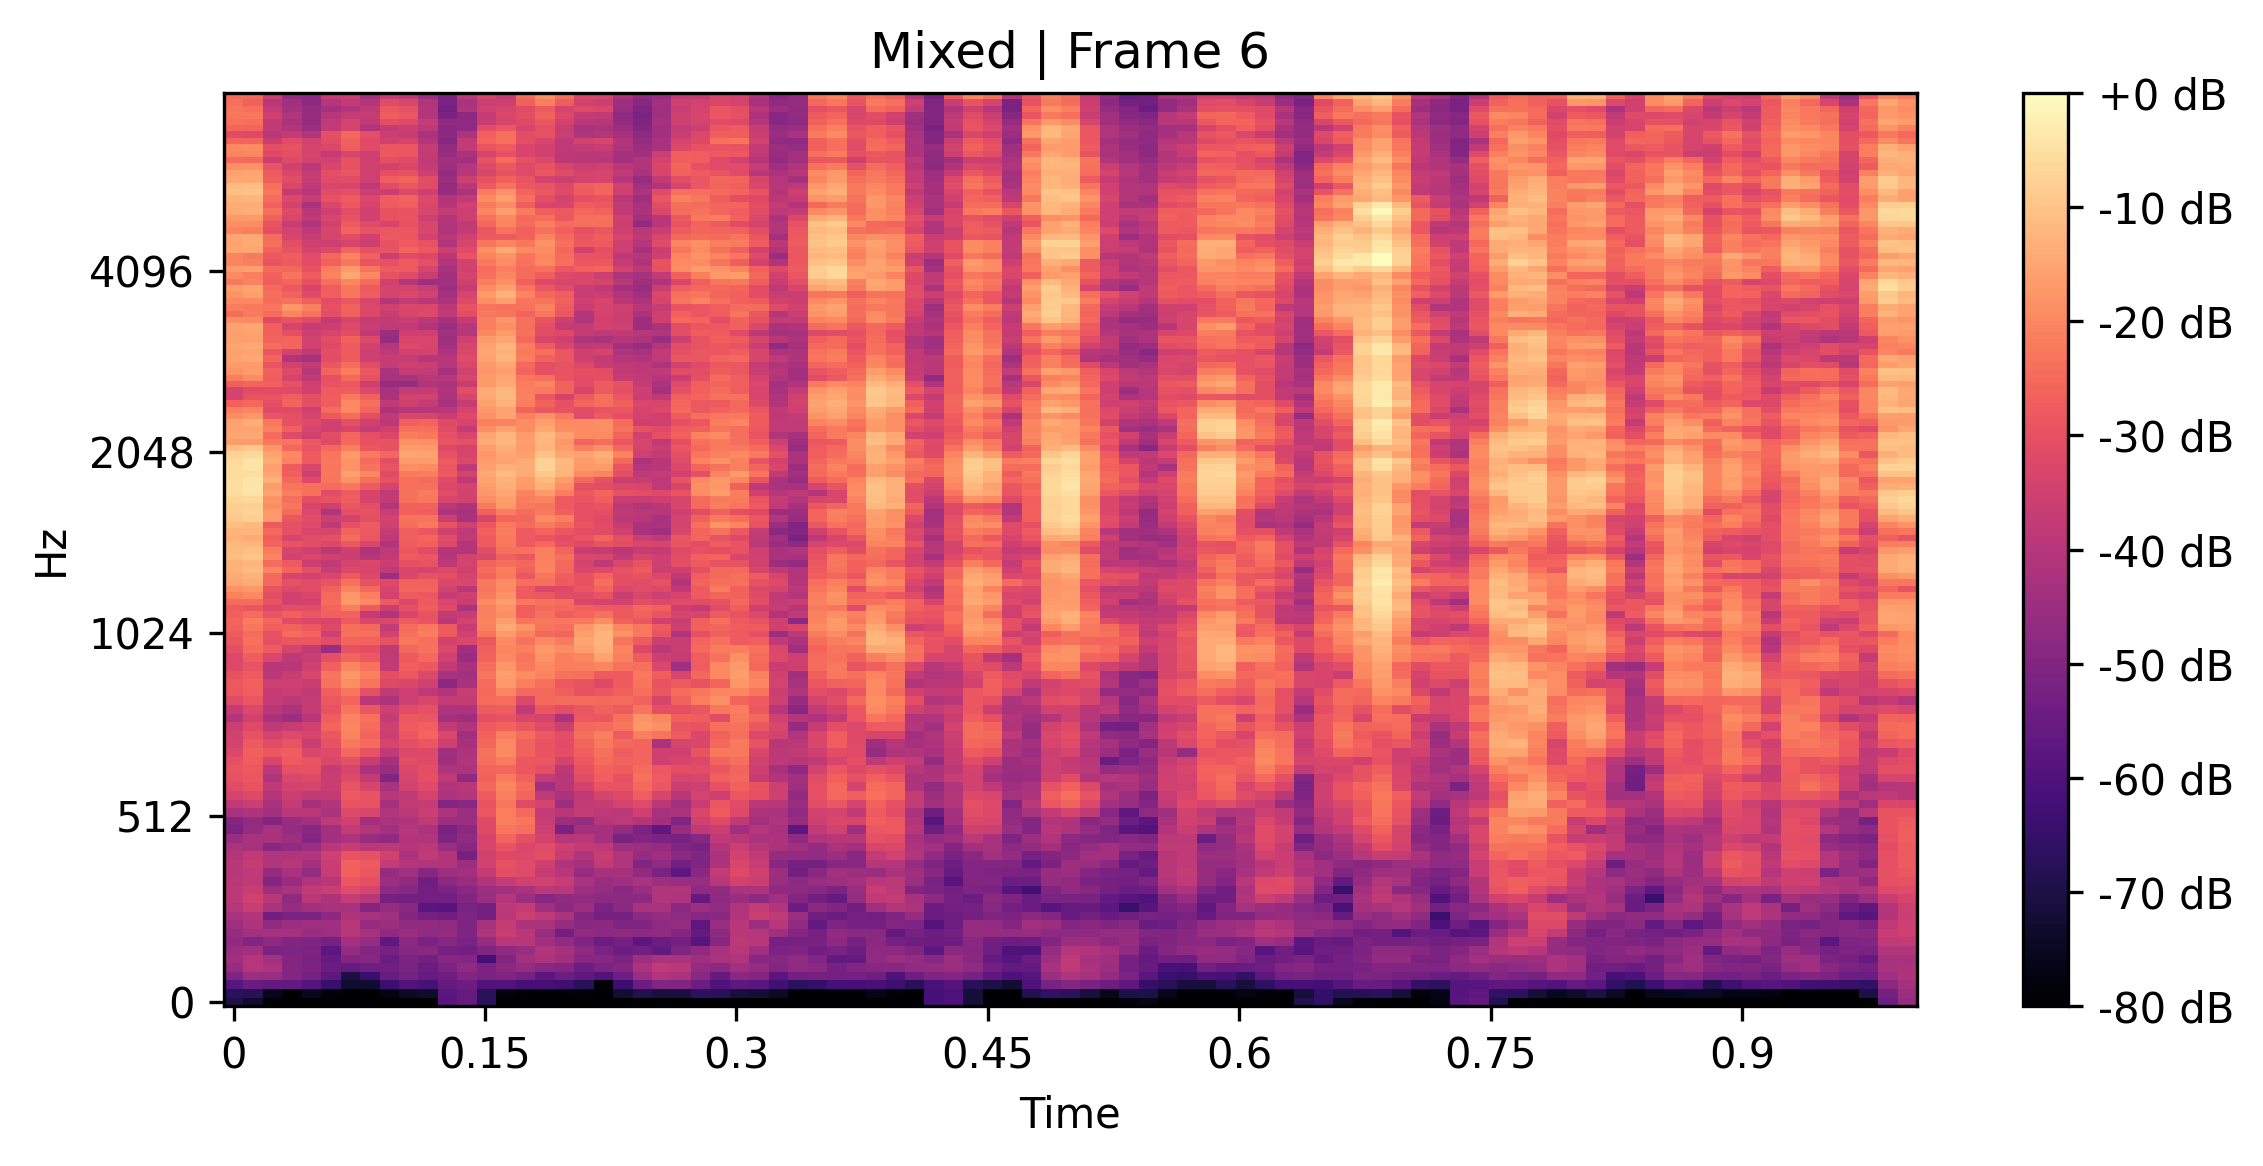 Mixed | Frame 6
Hz
4096
2048
1024
512
0
0 0.15 0.3 0.45 0.6 0.75 0.9
Time
+0 dB
-10 dB
-20 dB
-30 dB
-40 dB
-50 dB
-60 dB
-70 dB
-80 dB